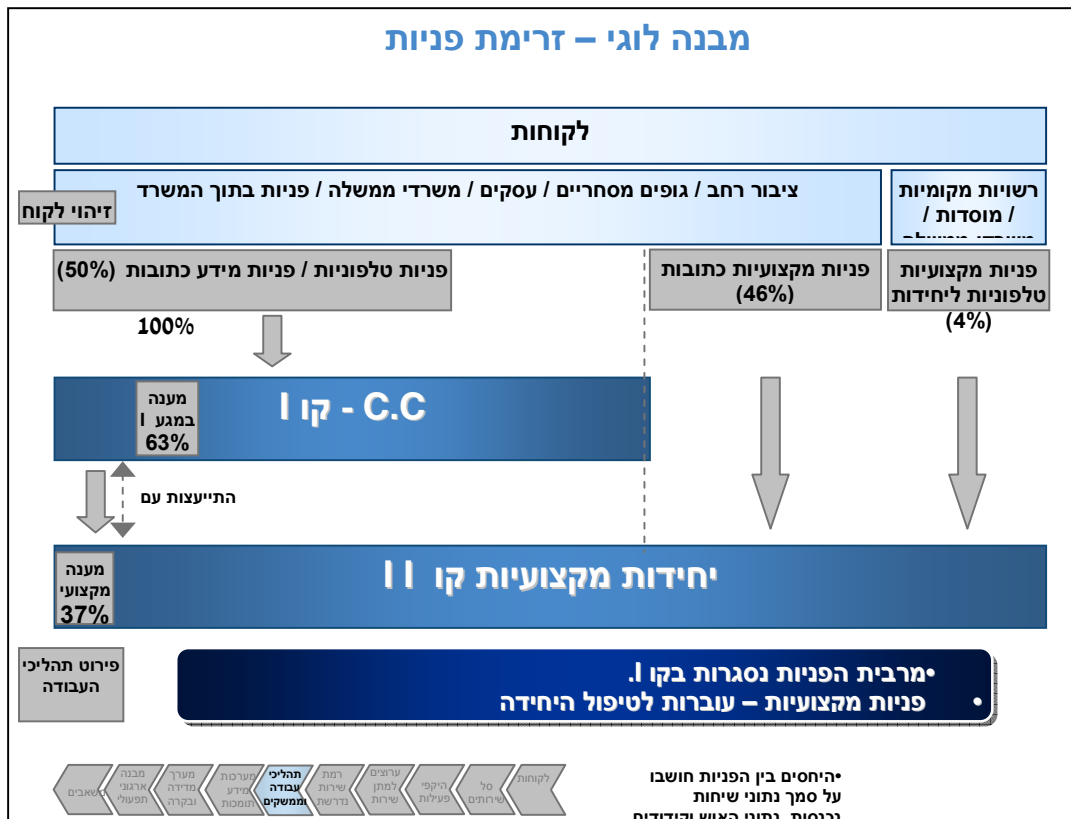 מבנה לוגי – זרימת פניות
לקוחות
זיהוי לקוח
רשויות מקומיות
/ מוסדות /
ציבור רחב / גופים מסחריים / עסקים / משרדי ממשלה / פניות בתוך המשרד
פניות מקצועיות
טלפוניות ליחידות
(4%)
פניות מקצועיות כתובות
(46%)
פניות טלפוניות / פניות מידע כתובות (50%)
100%
C.C - קו I
מענה
במגע I
63%
התייעצות עם
יחידות מקצועיות קו I I
מענה
מקצועי
37%
פירוט תהליכי
העבודה
•מרבית הפניות נסגרות בקו I.
• פניות מקצועיות – עוברות לטיפול היחידה
לקוחות
סל
שירותים
היקפי
פעילות
ערוצים
למתן
שירות
רמת
שירות
נדרשת
תהליכי
עבודה
וממשקים
מערכות
מידע
תומכות
מערך
מדידה
ובקרה
מבנה
ארגוני
תפעולי
משאבים
•היחסים בין הפניות חושבו
על סמך נתוני שיחות
נכנסות, נתוני האיוש וקידודים